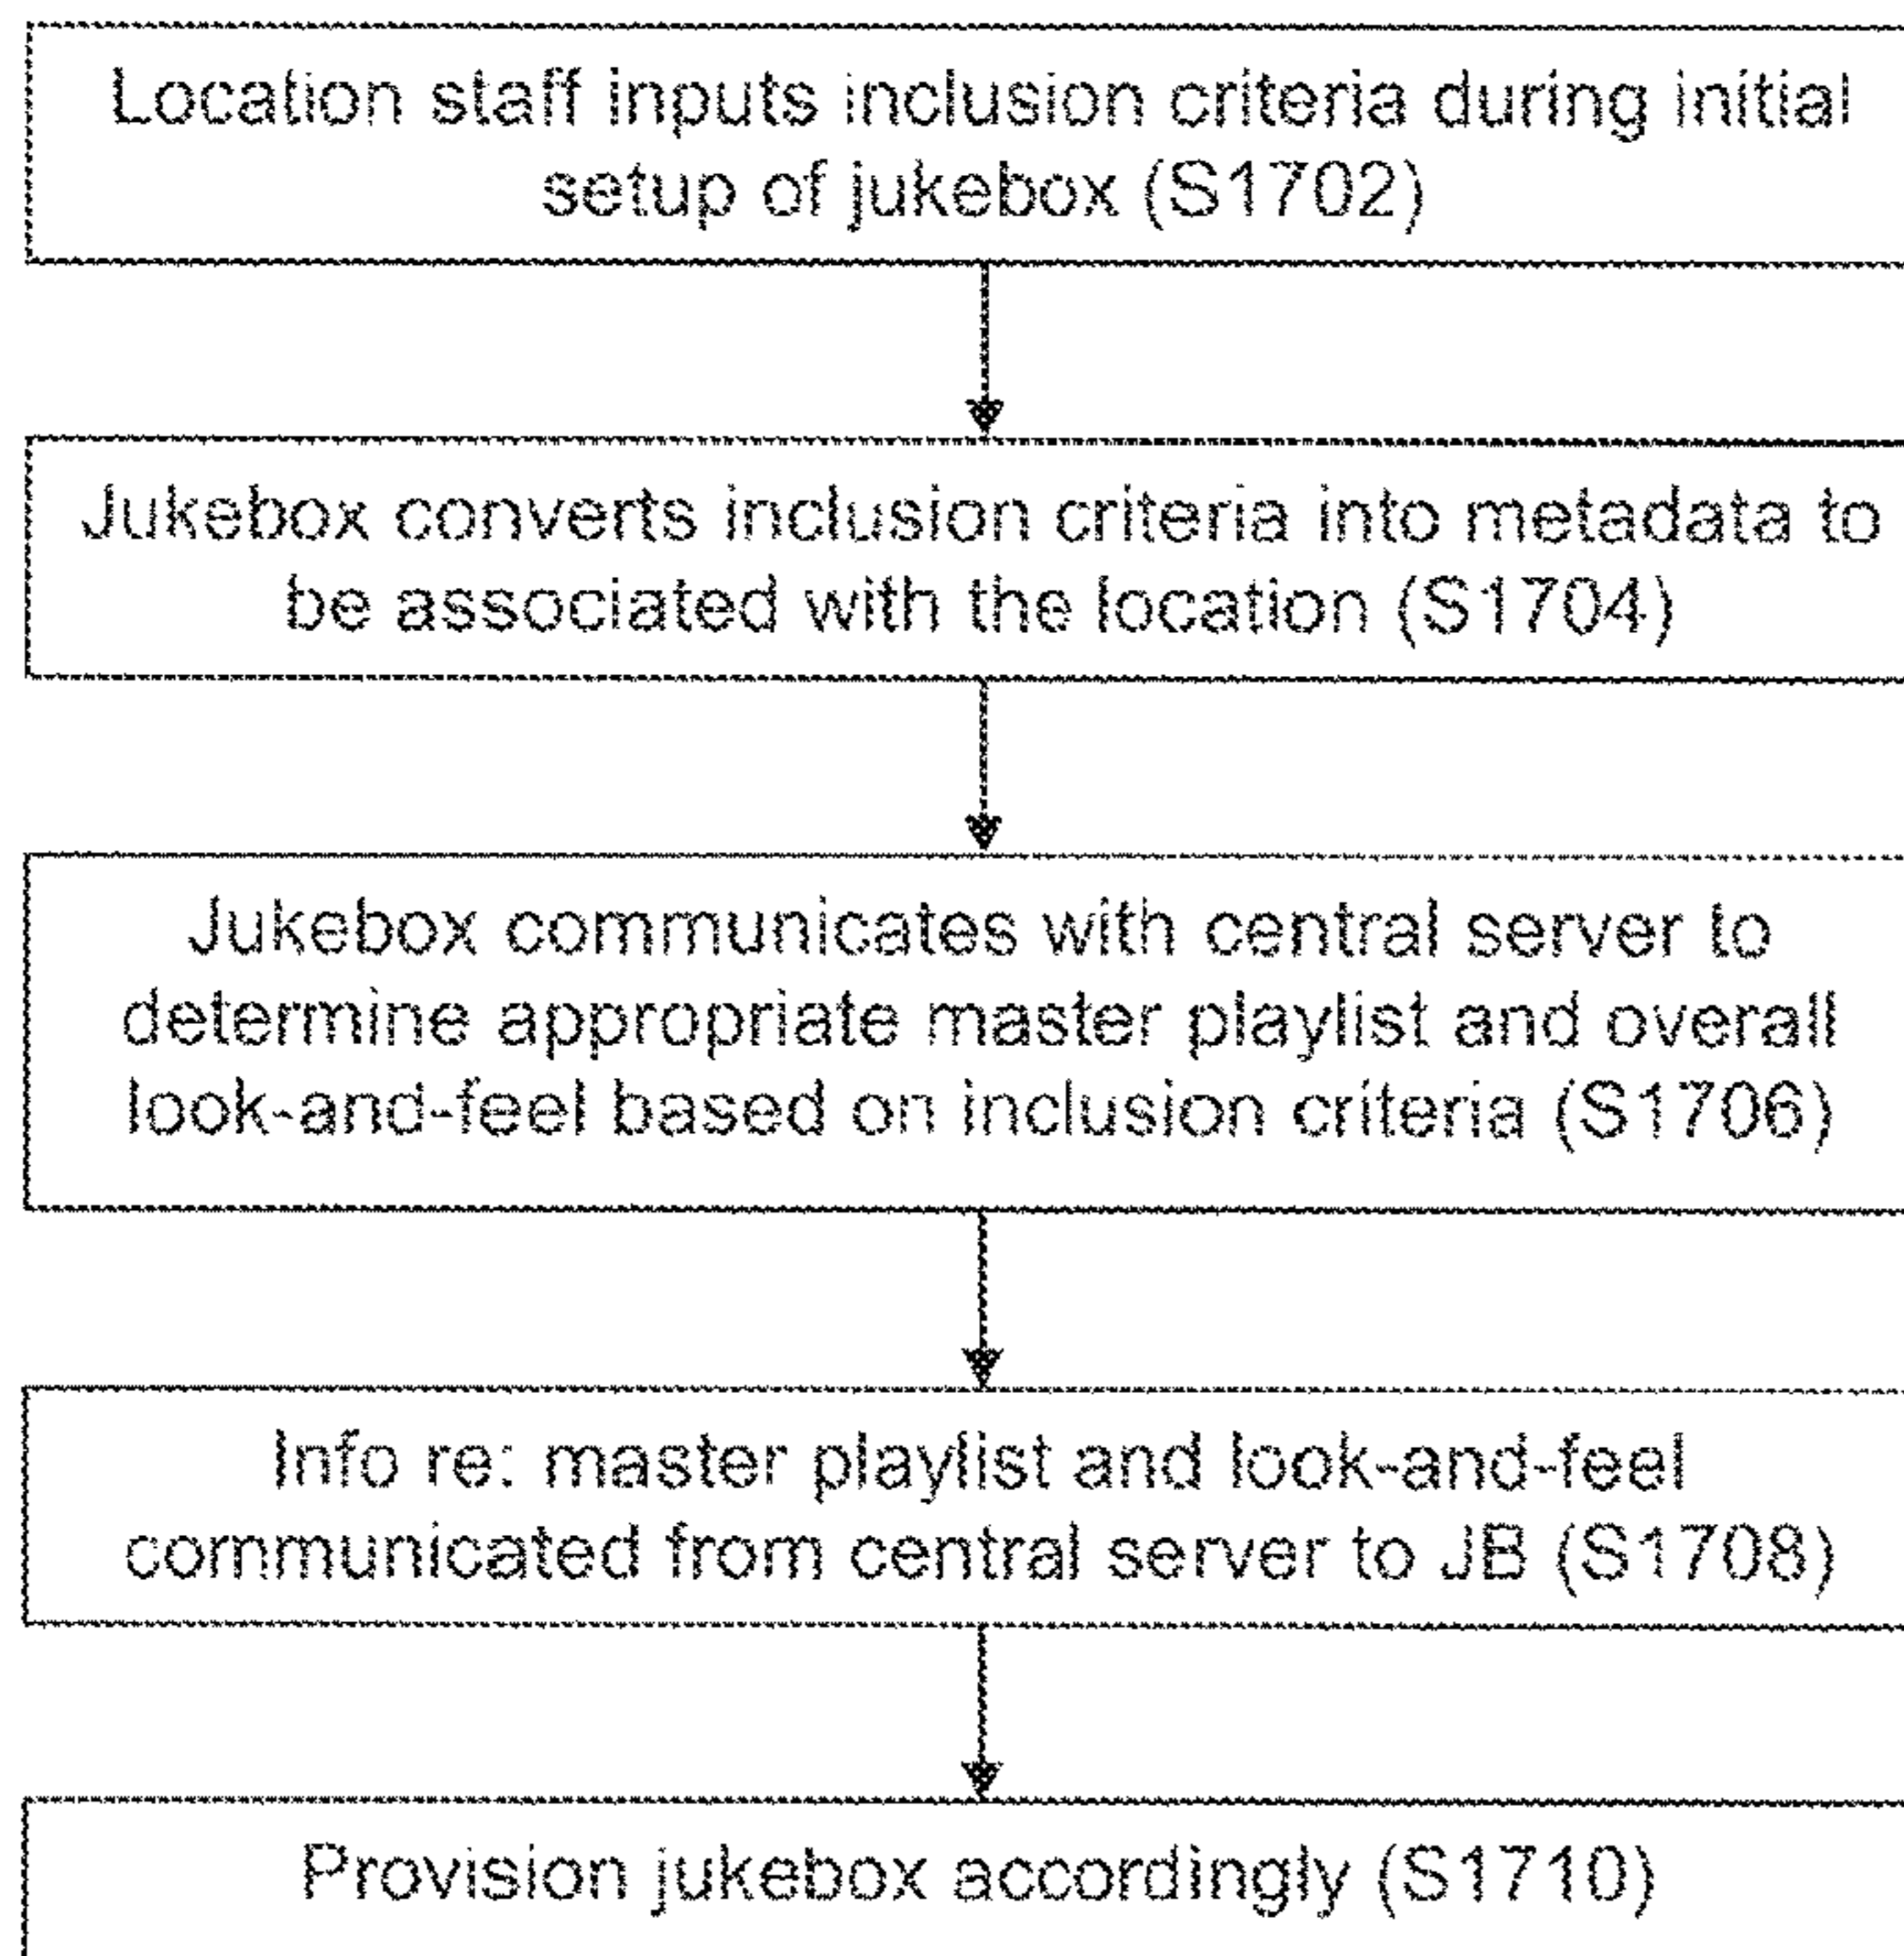 Location staff inputs inclusion criteria during initial
setup of jukebox (S1702)
Jukebox converts inclusion criteria into metadata to
be associated with the location (S1704)
Jukebox communicates with central server to
determine appropriate master playlist and overall
look-and-feel based on inclusion criteria (S1706)
Info re: master playlist and look-and-feel
communicated from central server to JB (S1708)
Provision jukebox accordingly (S1710)